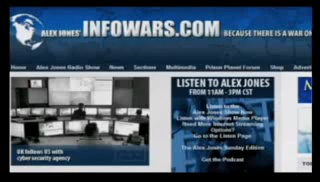 ALEX JONES' INFOWARS.COM BECAUSE THERE IS A WAR ON
Home Alex Jones Radio Show News Sections Multimedia Prison Planet Forum Shop Advert
LISTEN TO ALEX JONES
FROM 11AM - 3PM CST
Listen to the
Alex Jones Show Free
Listen with Windows Media Player
Need More Internet Streaming
Options?
Go to the Listen Page
The Alex Jones Sunday Edition
Get the Podcast
UK follows US with
cyber security agency